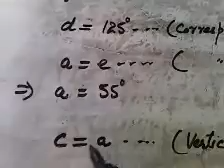 d = 125° ---- (Corresp
a = e ---- (
⇒ a = 55°
c = a ---- (Vertic